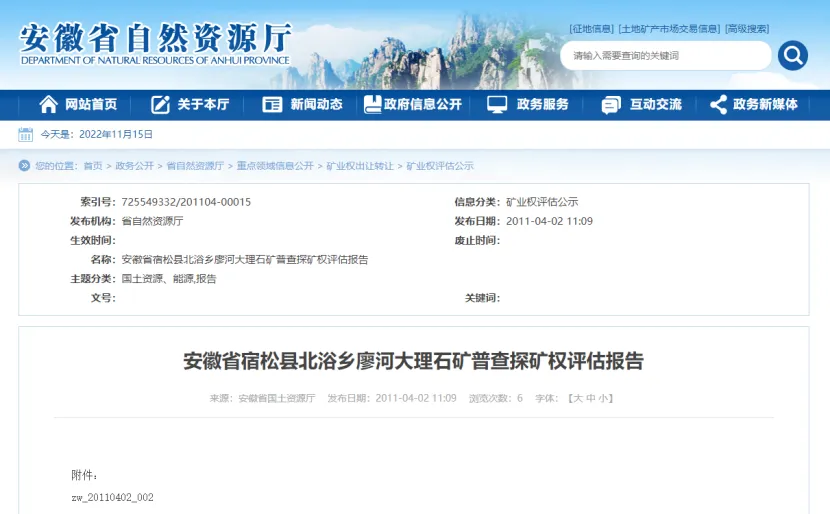 安徽省自然资源厅
DEPARTMENT OF NATURAL RESOURCES OF ANHUI PROVINCE
[征地信息] [土地矿产市场交易信息] [高级搜索]
请输入需要查询的关键词
网站首页 关于本厅 新闻动态 政府信息公开 政务服务 互动交流 政务新媒体
今天是：2022年11月15日
您的位置：首页 > 政务公开 > 省自然资源厅 > 重点领域信息公开 > 矿业权出让转让 > 矿业权评估公示
索引号：725549332/201104-00015 信息分类：矿业权评估公示
发布机构：省自然资源厅 发布日期：2011-04-02 11:09
生效时间： 废止时间：
名称：安徽省宿松县北浴乡廖河大理石矿普查探矿权评估报告
主题分类：国土资源、能源,报告
文号： 关键词：
安徽省宿松县北浴乡廖河大理石矿普查探矿权评估报告
来源：安徽省国土资源厅 发布日期：2011-04-02 11:09 浏览次数：6 字体：【大 中 小】
附件：
zw_20110402_002